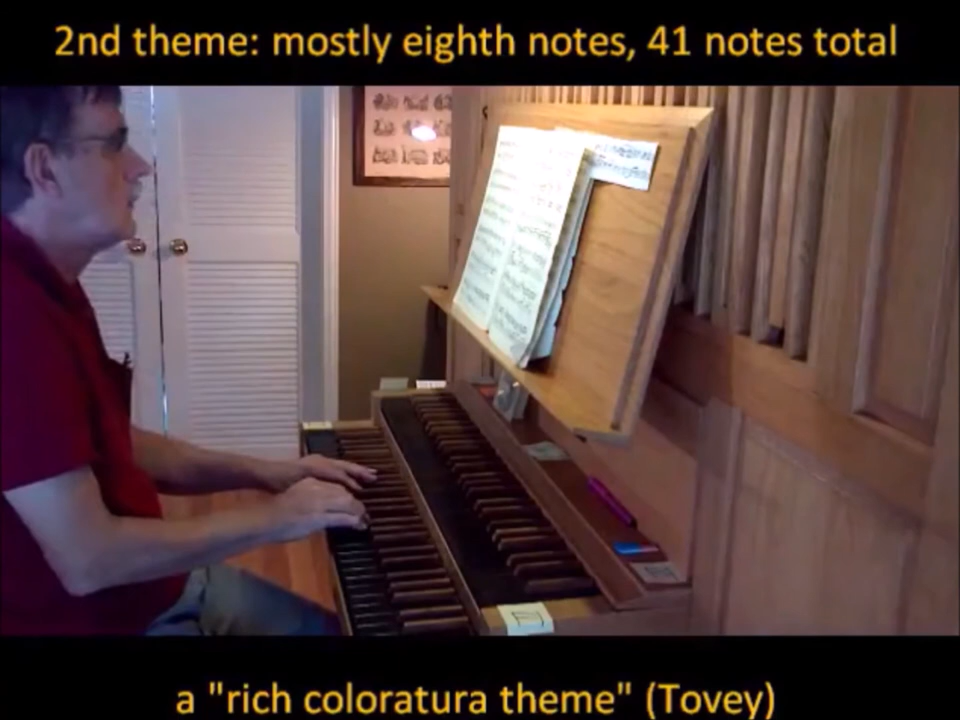 2nd theme: mostly eighth notes, 41 notes total
a "rich coloratura theme" (Tovey)